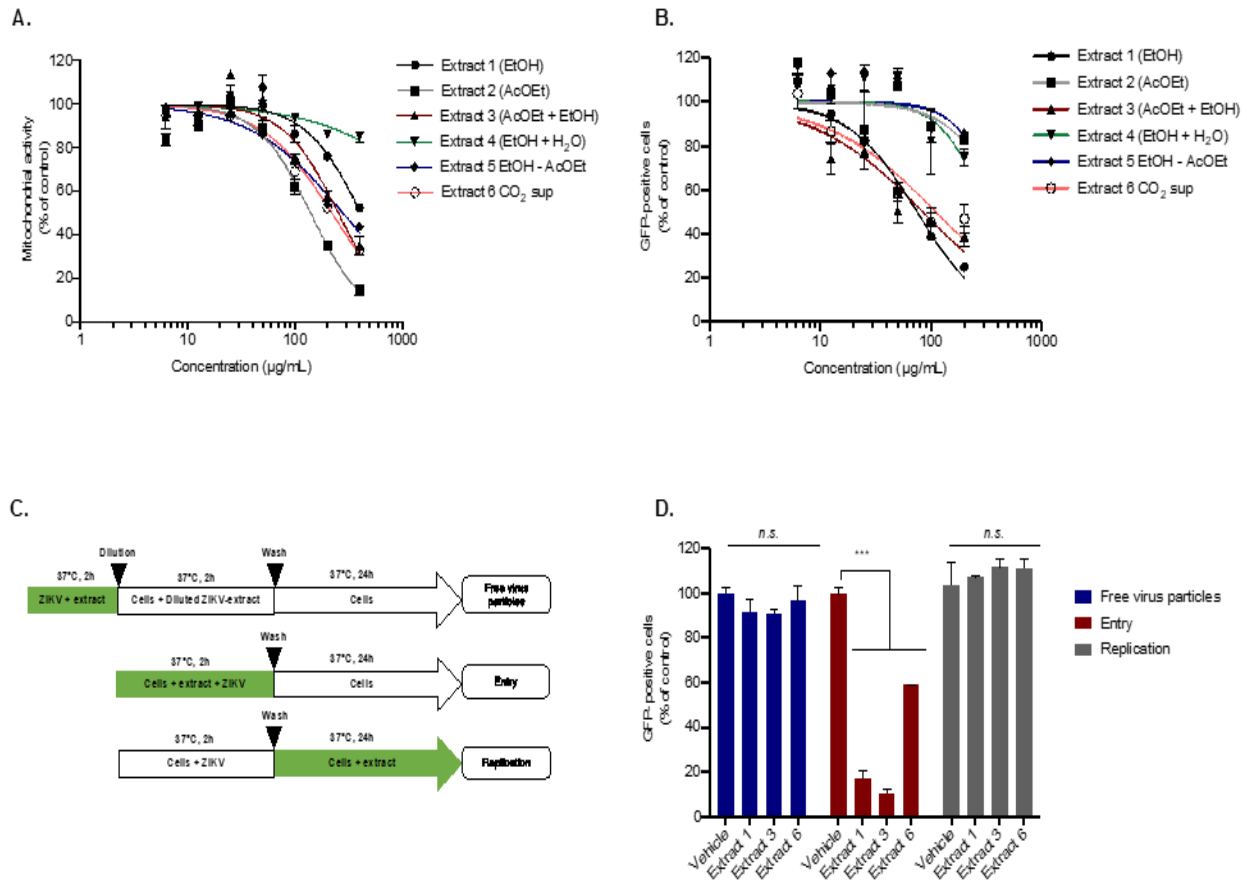 A.
120
100
80
60
40
20
0
Mitochondrial activity
(% of control)
1
10
100
1000
Concentration (µg/mL)
Extract 1 (EtOH)
Extract 2 (AcOEt)
Extract 3 (AcOEt + EtOH)
Extract 4 (EtOH + H2O)
Extract 5 EtOH - AcOEt
Extract 6 CO2 sup
B.
120
100
80
60
40
20
0
GFP-positive cells
(% of control)
1
10
100
1000
Concentration (µg/mL)
Extract 1 (EtOH)
Extract 2 (AcOEt)
Extract 3 (AcOEt + EtOH)
Extract 4 (EtOH + H2O)
Extract 5 EtOH - AcOEt
Extract 6 CO2 sup
C.
Dilution
Wash
37°C, 2h
37°C, 2h
37°C, 24h
ZIKV + extract
Cells + Diluted ZIKV-extract
Cells
Free virus
particles
Wash
37°C, 2h
37°C, 24h
Cells + extract + ZIKV
Cells
Entry
Wash
37°C, 2h
37°C, 24h
Cells + ZIKV
Cells + extract
Replication
D.
n.s.
***
n.s.
120
100
80
60
40
20
0
GFP-positive cells
(% of control)
Vehicle
Extract 1
Extract 3
Extract 6
Vehicle
Extract 1
Extract 3
Extract 6
Vehicle
Extract 1
Extract 3
Extract 6
Free virus particles
Entry
Replication